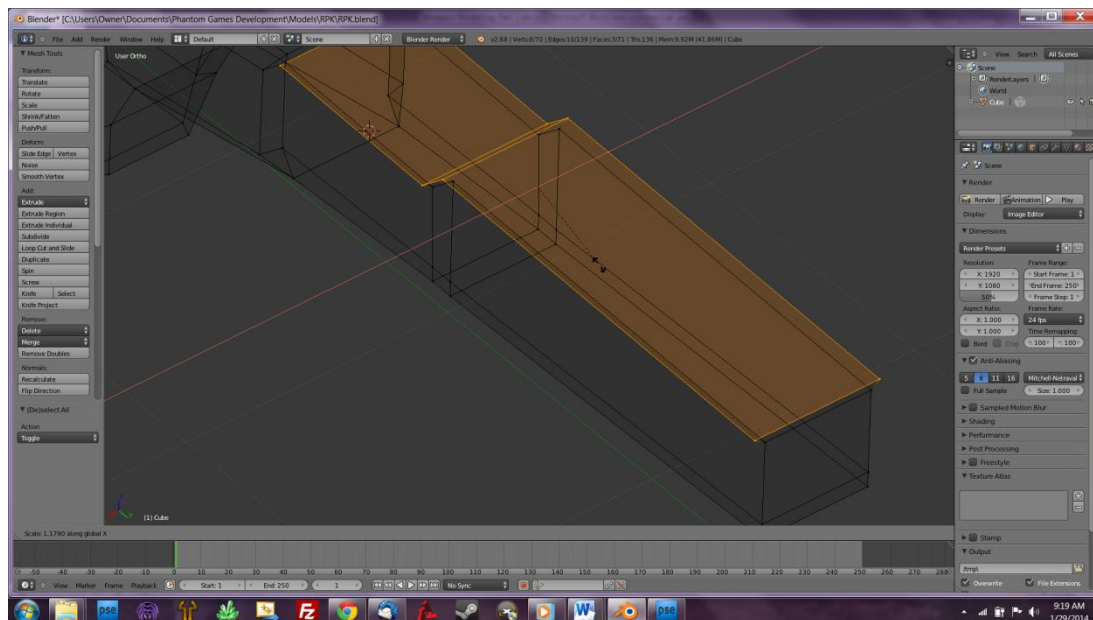 Blender* [C:\Users\Owner\Documents\Phantom Games Development\Models\RPK\RPK.blend]
File Add Render Window Help Default Scene Blender Render v2.68 | Verts:8/70 | Edges:10/139 | Faces:3/71 | Tris:136 | Mem:9.92M (41.86M) | Cube
View Search All Scenes
Mesh Tools
User Ortho
Scene
RenderLayers
World
Cube
Transform:
Translate
Rotate
Scale
Shrink/Fatten
Push/Pull
Deform:
Slide Edge Vertex
Noise
Smooth Vertex
Add:
Extrude
Extrude Region
Extrude Individual
Subdivide
Loop Cut and Slide
Duplicate
Spin
Screw
Knife Select
Knife Project
Remove:
Delete
Merge
Remove Doubles
Normals:
Recalculate
Flip Direction
(De)select All
Action
Toggle
(1) Cube
Scale: 1.1790 along global X
Scene
Render
Render Animation Play
Display: Image Editor
Dimensions
Render Presets
Resolution: Frame Range:
X: 1920 Start Frame: 1
Y: 1080 End Frame: 250
50% Frame Step: 1
Aspect Ratio: Frame Rate:
X: 1.000 24 fps
Y: 1.000 Time Remapping:
Bord Crop :100 :100
Anti-Aliasing
5 8 11 16 Mitchell-Netravali
Full Sample Size: 1.000
Sampled Motion Blur
Shading
Performance
Post Processing
Freestyle
Texture Atlas
Stamp
Output
/tmp\
Overwrite File Extensions
-50 -40 -30 -20 -10 0 10 20 30 40 50 60 70 80 90 100 110 120 130 140 150 160 170 180 190 200 210 220 230 240 250 260 270 280
View Marker Frame Playback Start: 1 End: 250 1 No Sync
pse Fz W pse
9:19 AM
1/29/2014